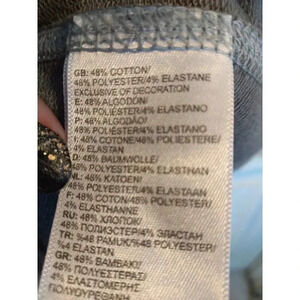 GB: 48% COTTON/
48% POLYESTER/4% ELASTANE
EXCLUSIVE OF DECORATION
E: 48% ALGODÓN/
48% POLIÉSTER/4% ELASTANO
P: 48% ALGODÃO/
48% POLIÉSTER/4% ELASTANO
I: 48% COTONE/48% POLIESTERE/
4% ELASTAN
D: 48% BAUMWOLLE/
48% POLYESTER/4% ELASTHAN
NL: 48% KATOEN/
48% POLYESTER/4% ELASTAAN
F: 48% COTON/48% POLYESTER/
4% ELASTHANNE
RU: 48% ХЛОПОК/
48% ПОЛИЭСТЕР/4% ЭЛАСТАН
TR: %48 PAMUK/%48 POLYESTER/
%4 ELASTAN
GR: 48% ΒΑΜΒΑΚΙ/
48% ΠΟΛΥΕΣΤΕΡΑΣ/
4% ΕΛΑΣΤΟΜΕΡΗΣ
ΠΟΛΥΟΥΡΕΘΑΝΗ